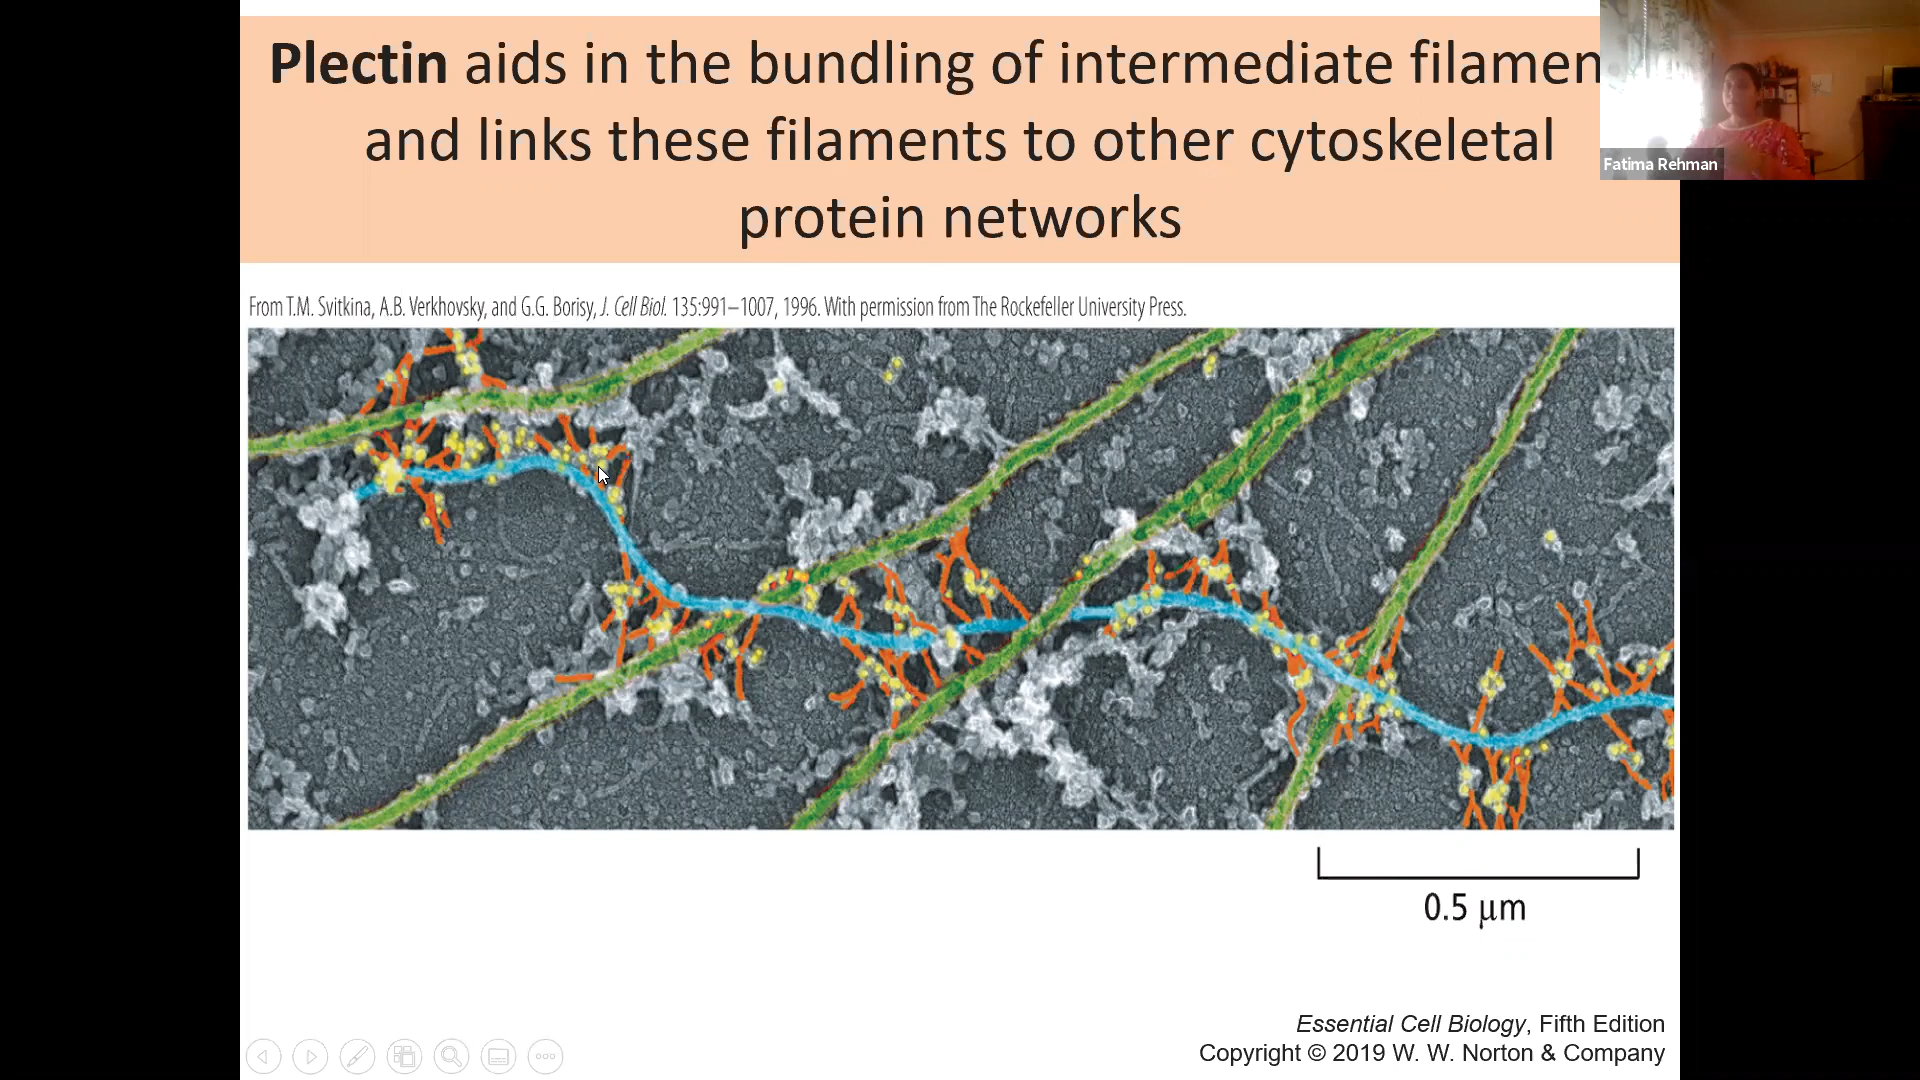 Plectin aids in the bundling of intermediate filamen
and links these filaments to other cytoskeletal
protein networks
Fatima Rehman
From T.M. Svitkina, A.B. Verkhovsky, and G.G. Borisy, J. Cell Biol. 135:991–1007, 1996. With permission from The Rockefeller University Press.
0.5 μm
Essential Cell Biology, Fifth Edition
Copyright © 2019 W. W. Norton & Company